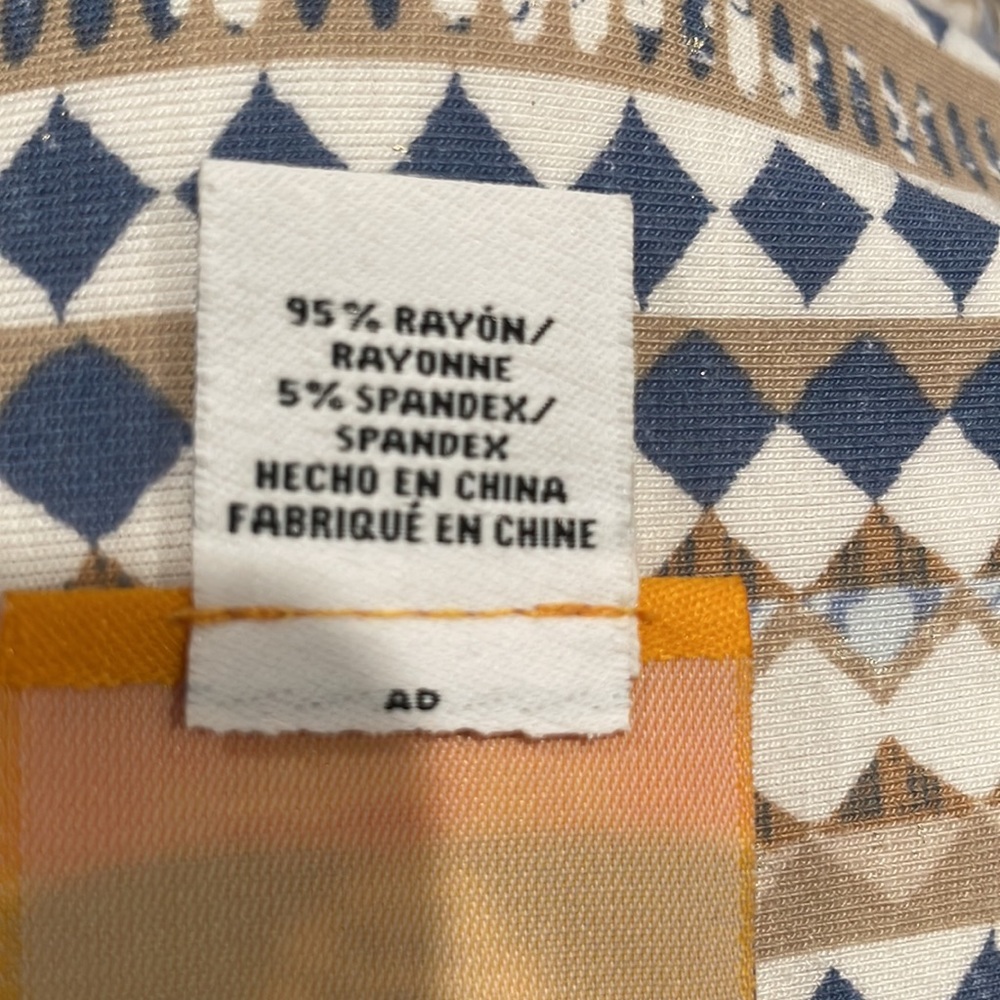 95% RAYÓN/
RAYONNE
5% SPANDEX/
SPANDEX
HECHO EN CHINA
FABRIQUÉ EN CHINE
AD